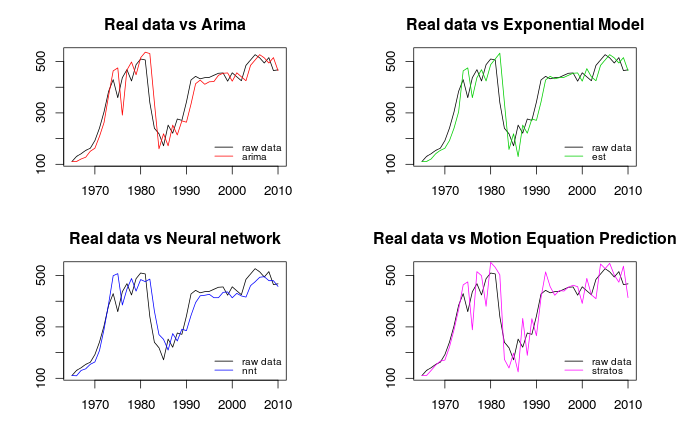 Real data vs Arima
500
300
100
raw data
arima
1970 1980 1990 2000 2010
Real data vs Exponential Model
500
300
100
raw data
est
1970 1980 1990 2000 2010
Real data vs Neural network
500
300
100
raw data
nnt
1970 1980 1990 2000 2010
Real data vs Motion Equation Prediction
500
300
100
raw data
stratos
1970 1980 1990 2000 2010